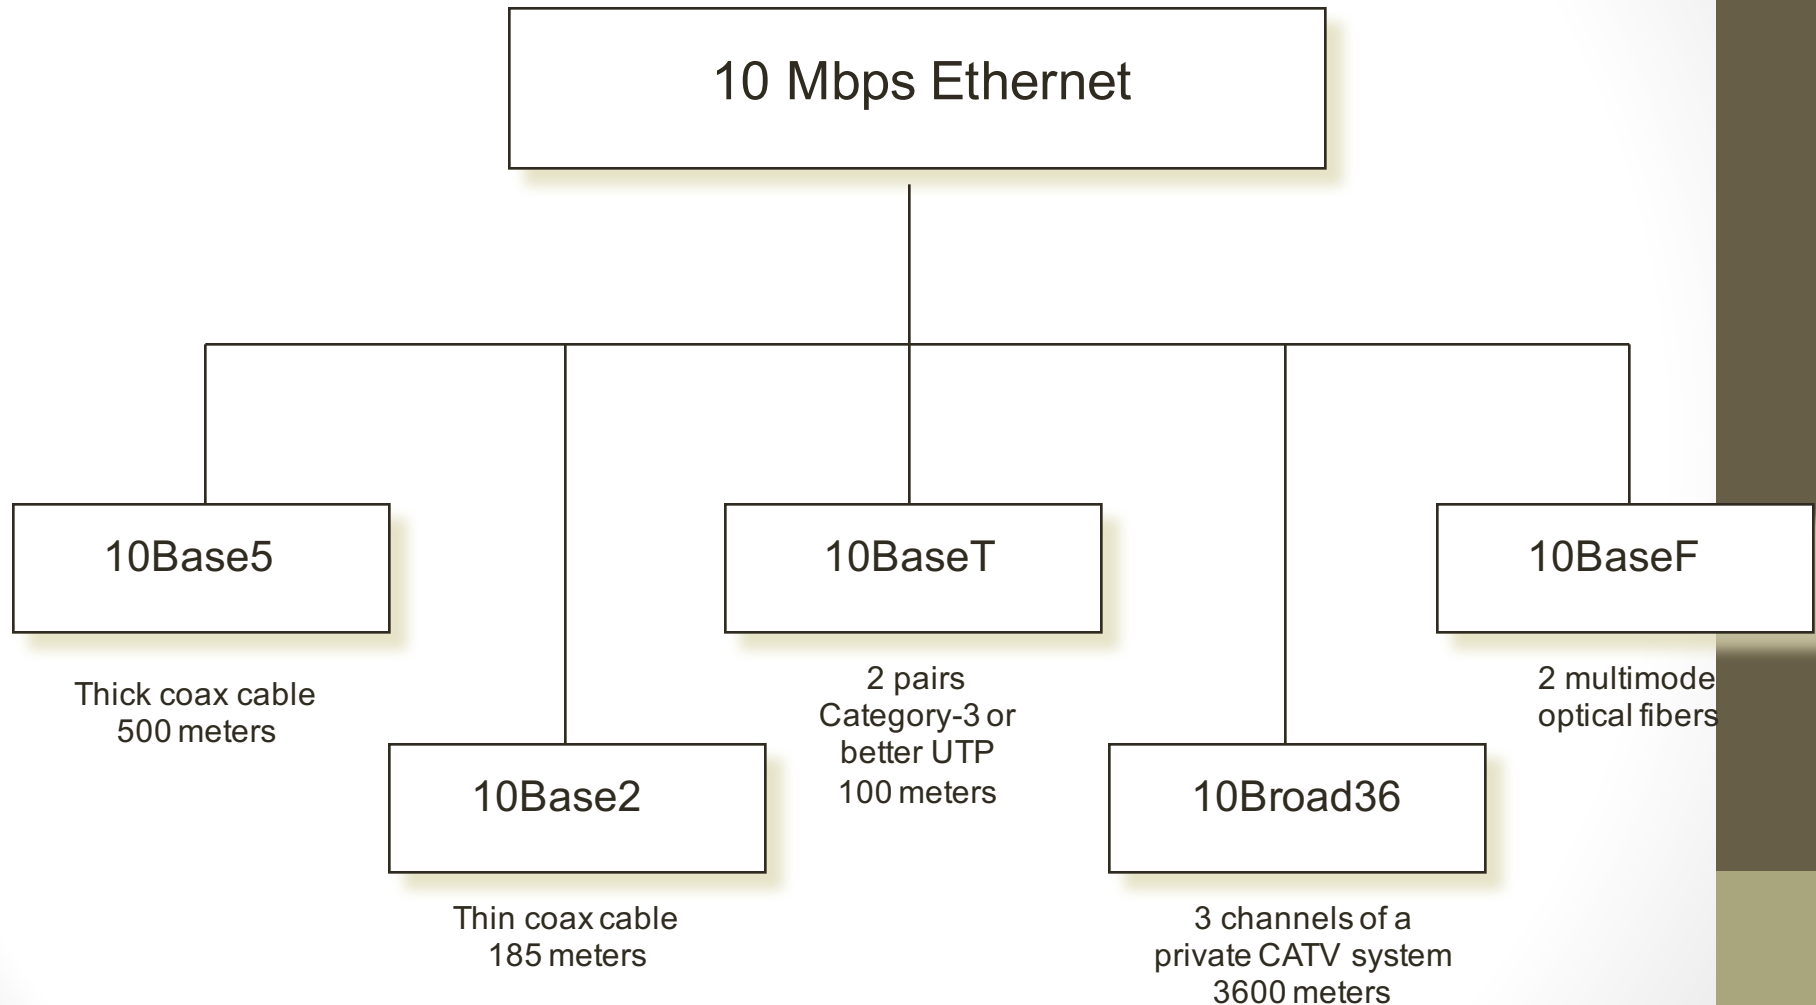 10 Mbps Ethernet
10Base5
Thick coax cable
500 meters
10Base2
Thin coax cable
185 meters
10BaseT
2 pairs
Category-3 or
better UTP
100 meters
10Broad36
3 channels of a
private CATV system
3600 meters
10BaseF
2 multimode
optical fibers